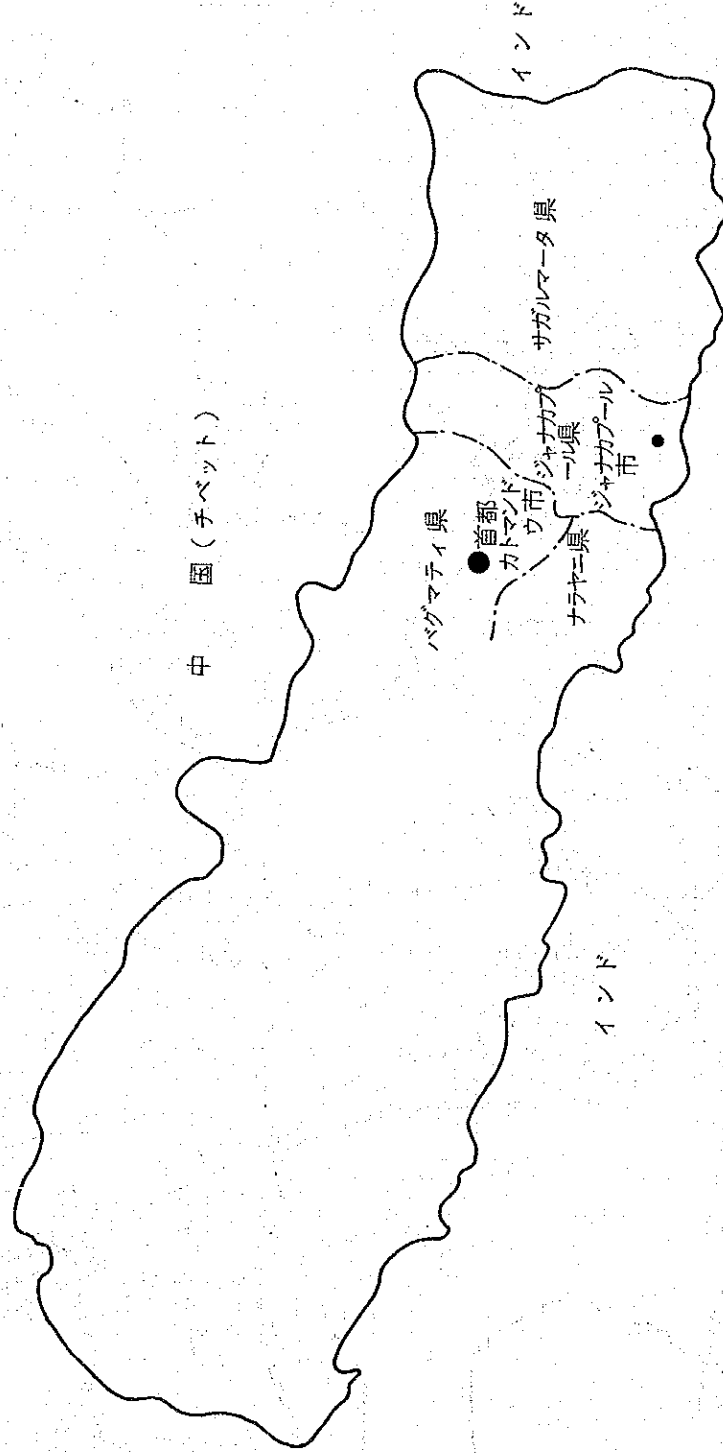 中　国（チベット）
インド
バグマティ県
首都
カトマンド
ウ市
サガルマータ県
ジャナカプ
ール県
ジャナカプール
市
ナラヤニ県
インド